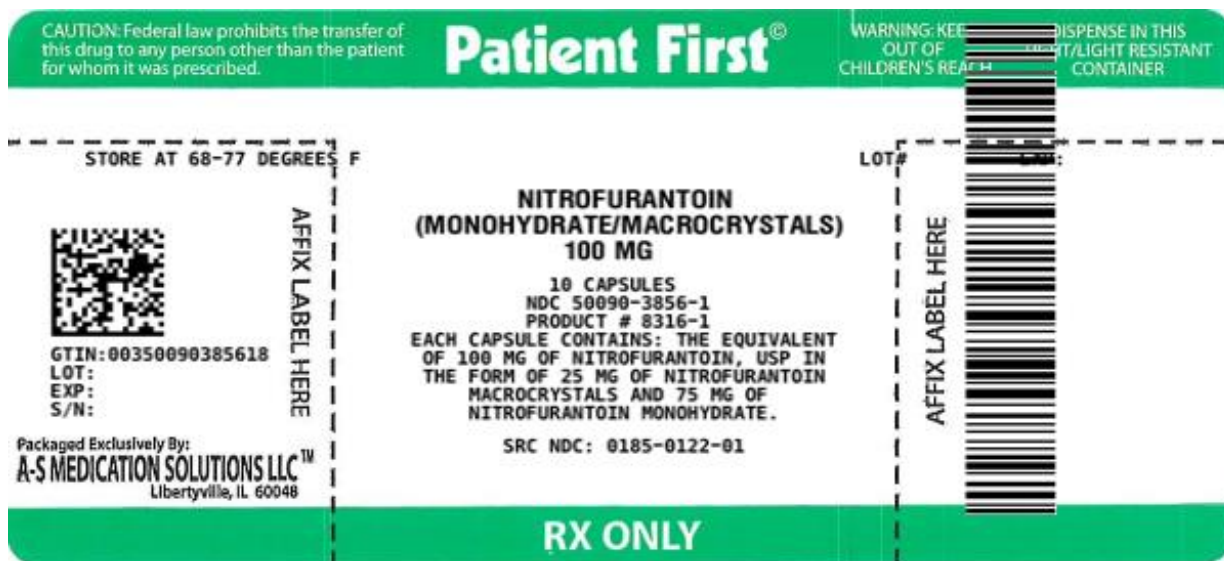 CAUTION: Federal law prohibits the transfer of
this drug to any person other than the patient
for whom it was prescribed.
Patient First©
WARNING: KEE
OUT OF
CHILDREN'S REACH
DISPENSE IN THIS
/LIGHT RESISTANT
CONTAINER
STORE AT 68-77 DEGREES F
LOT#
AFFIX LABEL HERE
GTIN:00350090385618
LOT:
EXP:
S/N:
Packaged Exclusively By:
A-S MEDICATION SOLUTIONS LLC™
Libertyville, IL 60048
NITROFURANTOIN
(MONOHYDRATE/MACROCRYSTALS)
100 MG
10 CAPSULES
NDC 50090-3856-1
PRODUCT # 8316-1
EACH CAPSULE CONTAINS: THE EQUIVALENT
OF 100 MG OF NITROFURANTOIN, USP IN
THE FORM OF 25 MG OF NITROFURANTOIN
MACROCRYSTALS AND 75 MG OF
NITROFURANTOIN MONOHYDRATE.
SRC NDC: 0185-0122-01
AFFIX LABEL HERE
RX ONLY